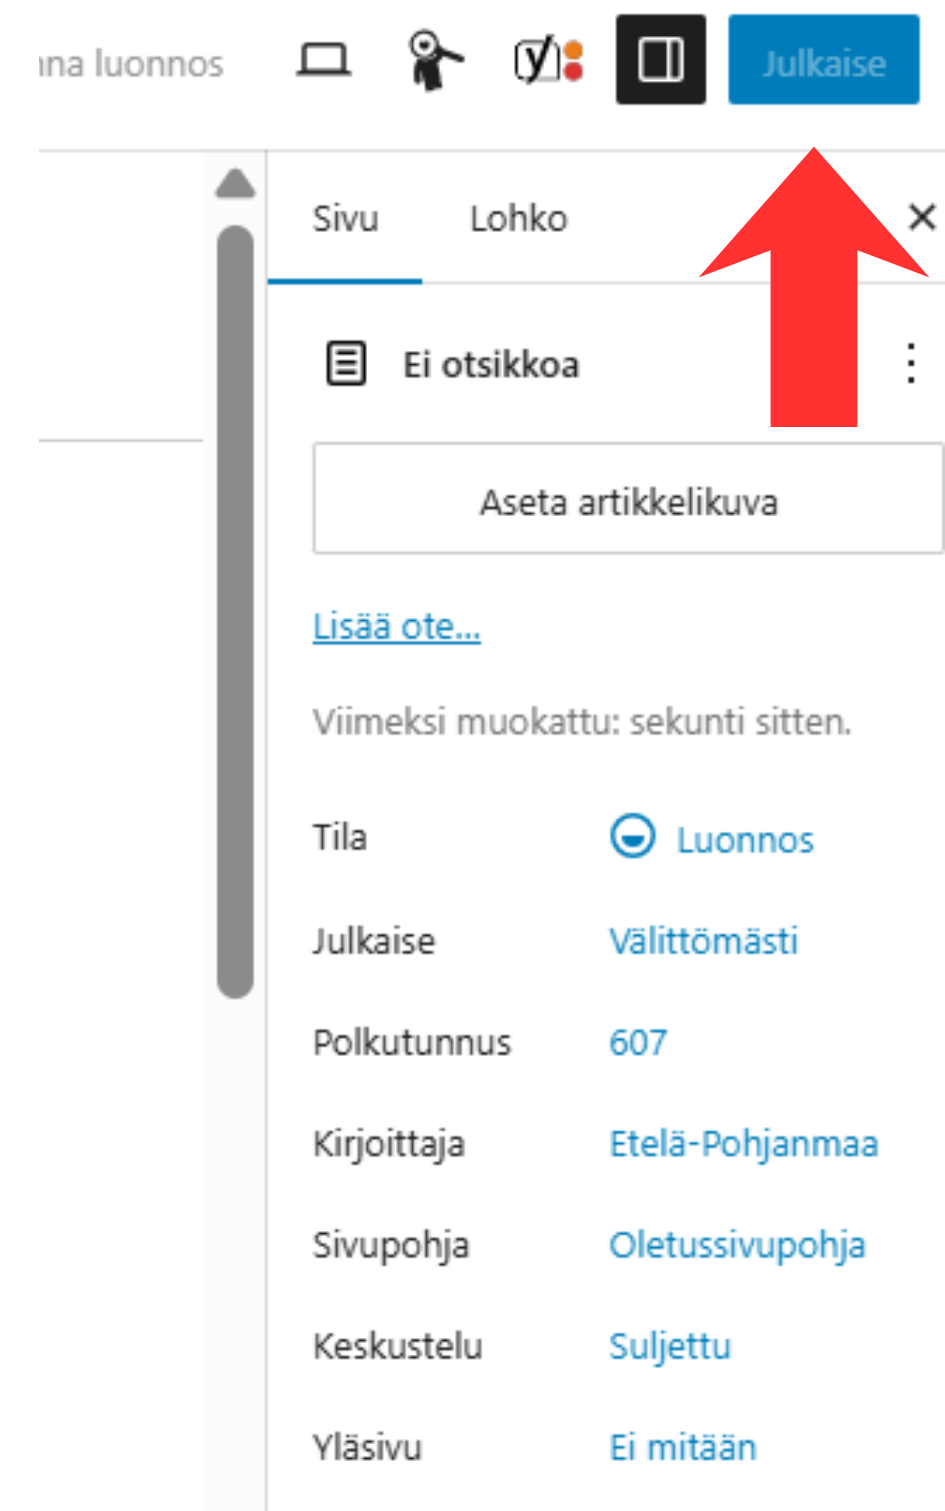 luonnos
Julkaise
Sivu Lohko
Ei otsikkoa
Aseta artikkelikuva
Lisää ote...
Viimeksi muokattu: sekunti sitten.
Tila Luonnos
Julkaise Välittömästi
Polkutunnus 607
Kirjoittaja Etelä-Pohjanmaa
Sivupohja Oletussivupohja
Keskustelu Suljettu
Yläsivu Ei mitään